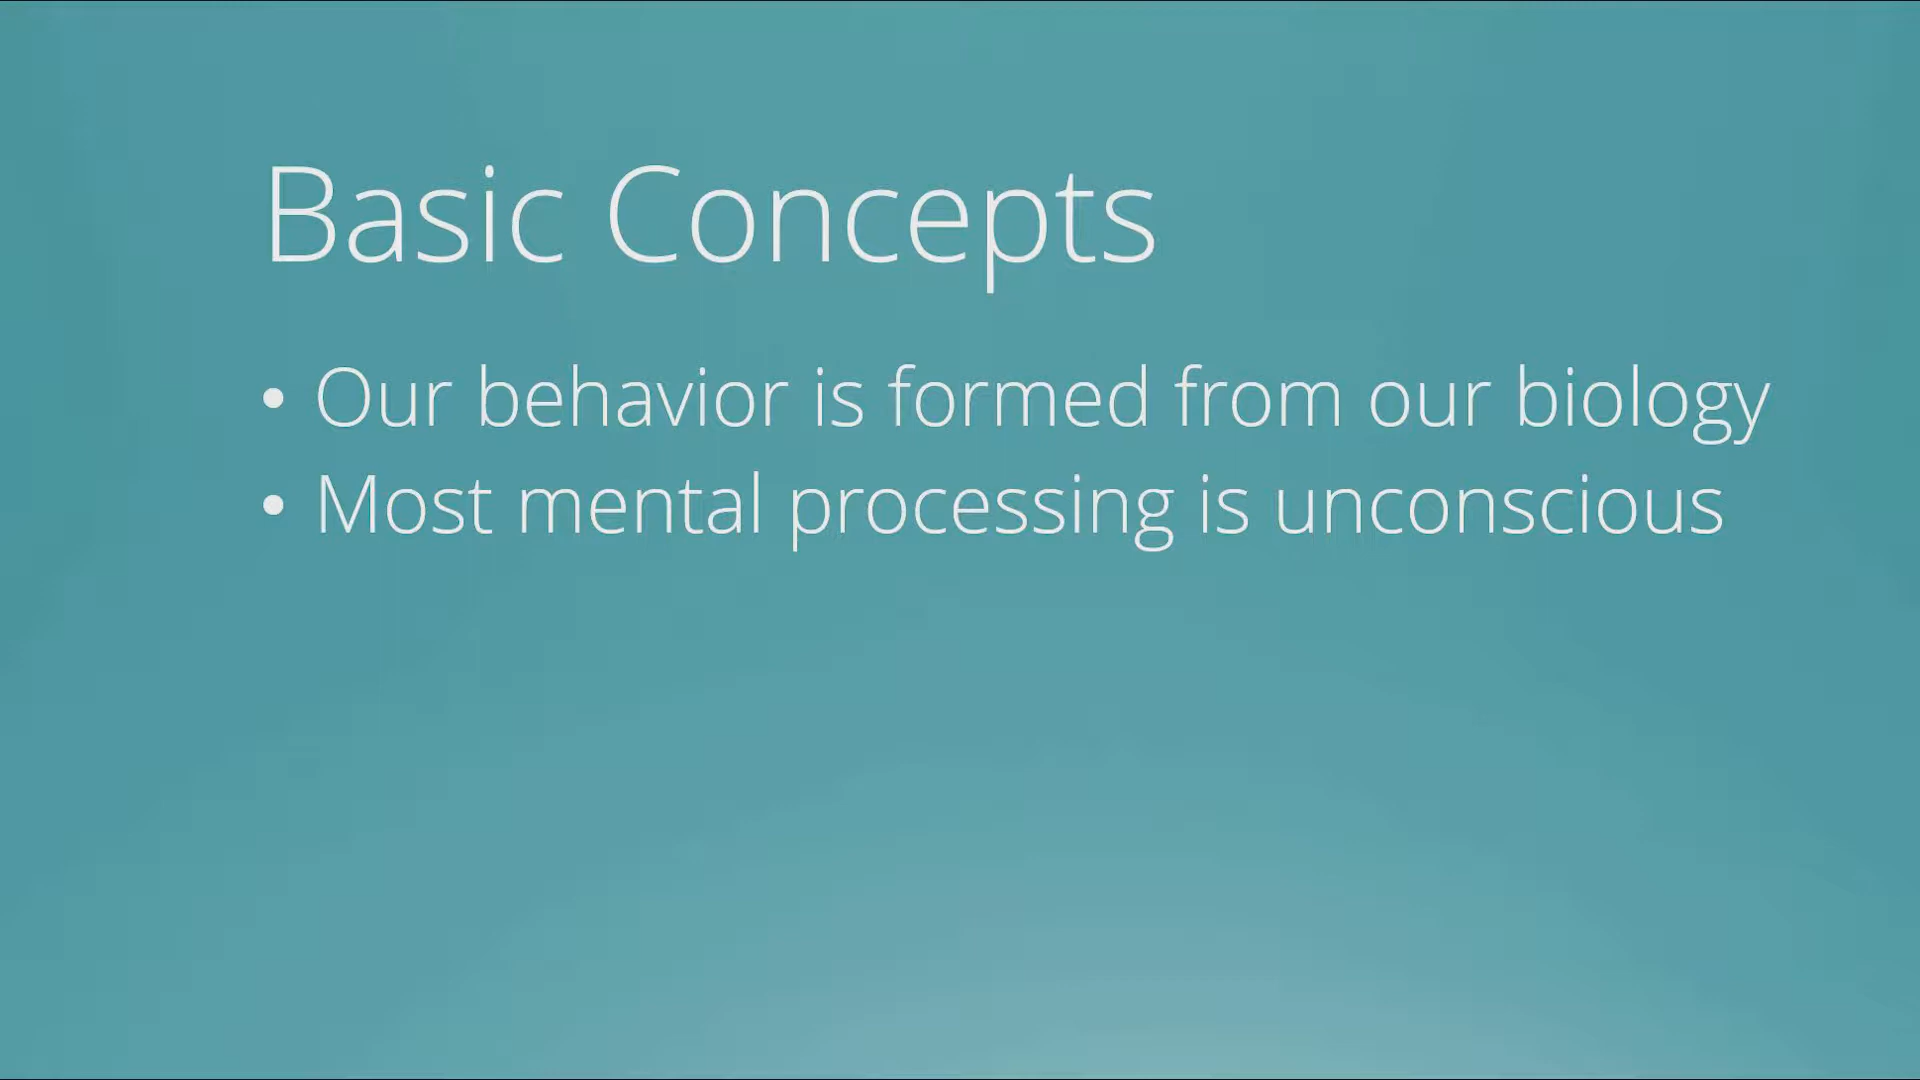 Basic Concepts
• Our behavior is formed from our biology
• Most mental processing is unconscious